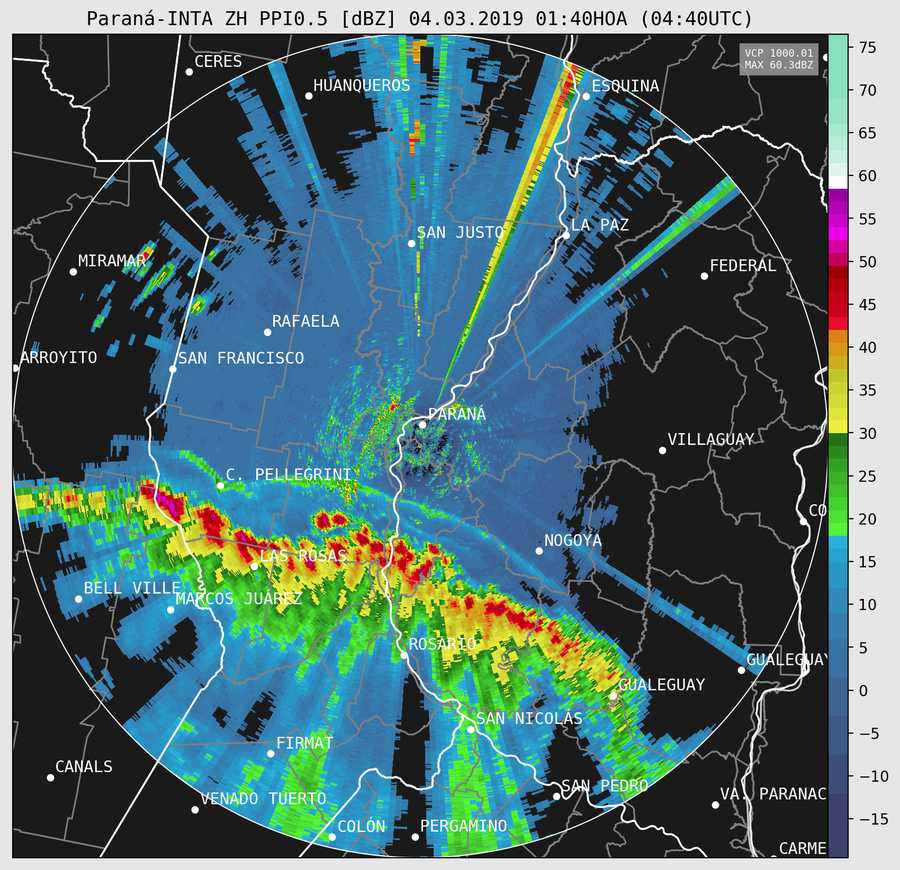 Paraná-INTA ZH PPI0.5 [dBZ] 04.03.2019 01:40HOA (04:40UTC)
VCP 1000.01
MAX 60.3dBZ
CERES
HUANQUEROS
ESQUINA
SAN JUSTO
LA PAZ
MIRAMAR
FEDERAL
RAFAELA
ARROYITO
SAN FRANCISCO
PARANÁ
VILLAGUAY
C. PELLEGRINI
CO
NOGOYA
LAS ROSAS
BELL VILLE
MARCOS JUÁREZ
ROSARIO
GUALEGUAY
GUALEGUAY
SAN NICOLÁS
FIRMAT
CANALS
SAN PEDRO
VENADO TUERTO
VA. PARANAC
COLÓN
PERGAMINO
CARME
75
70
65
60
55
50
45
40
35
30
25
20
15
10
5
0
−5
−10
−15